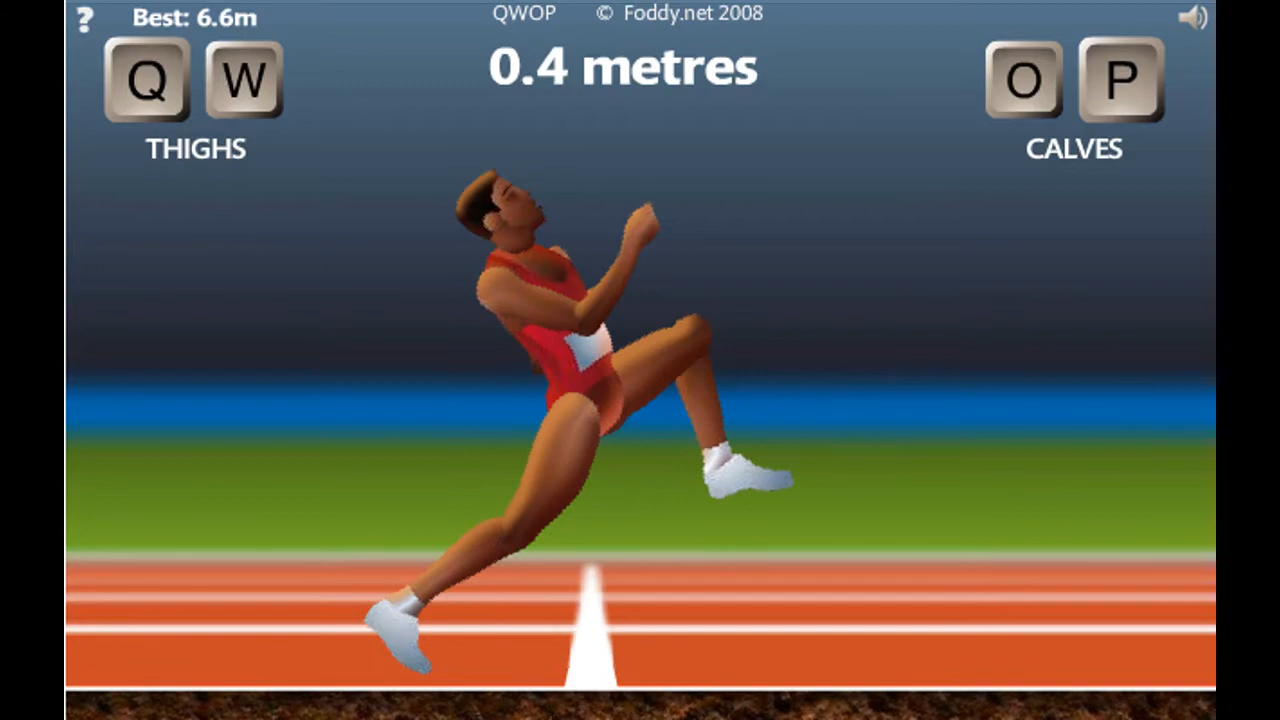 ? Best: 6.6m QWOP © Foddy.net 2008
0.4 metres
Q W O P
THIGHS CALVES